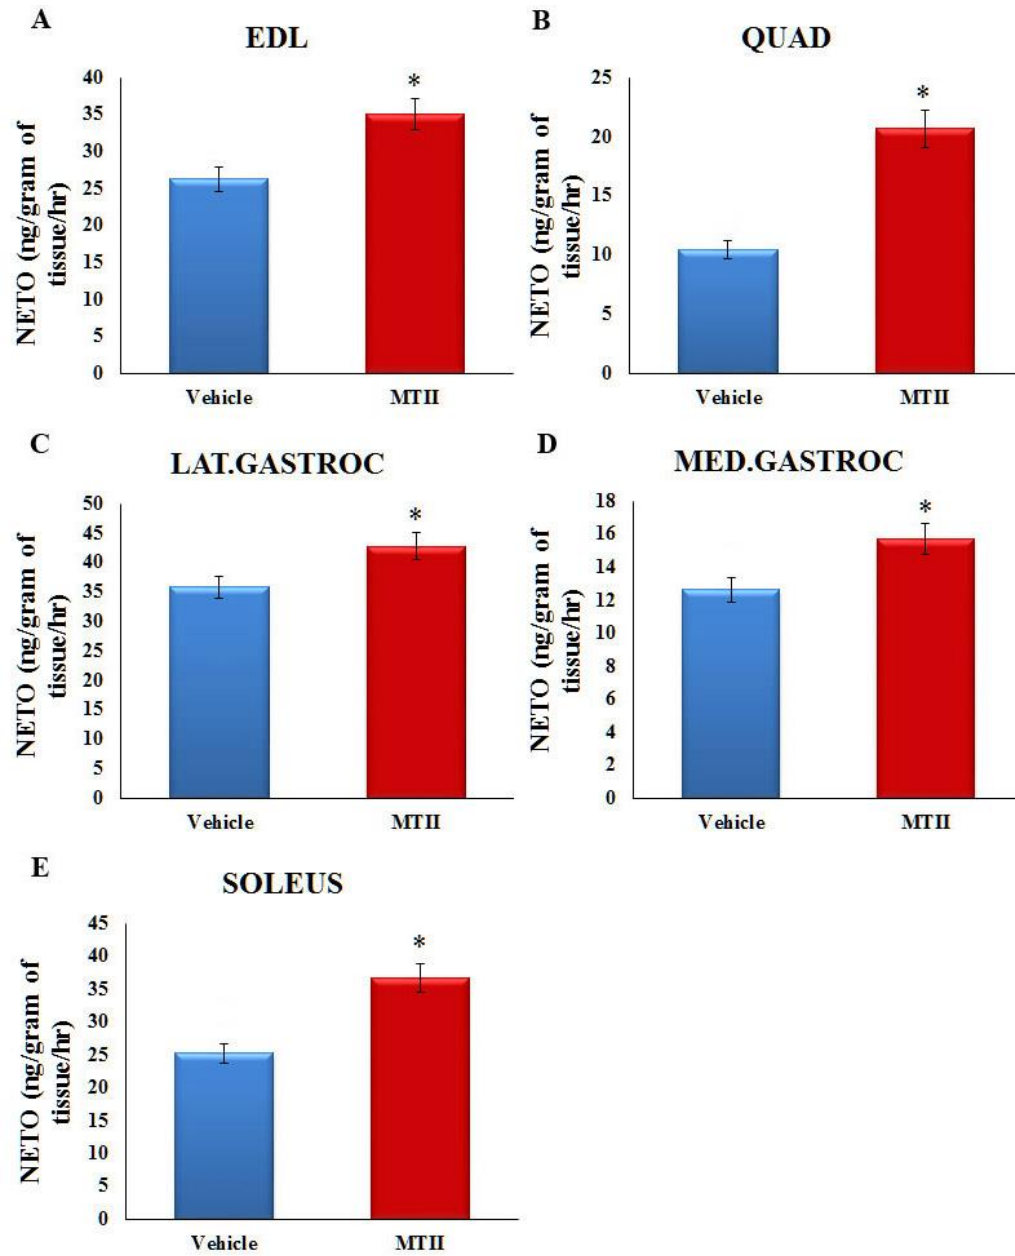 A
EDL
NETO (ng/gram of
tissue/hr)
40
35
30
25
20
15
10
5
0
*
Vehicle
MTII
B
QUAD
NETO (ng/gram of
tissue/hr)
25
20
15
10
5
0
*
Vehicle
MTII
C
LAT.GASTROC
NETO (ng/gram of
tissue/hr)
50
45
40
35
30
25
20
15
10
5
0
*
Vehicle
MTII
D
MED.GASTROC
NETO (ng/gram of
tissue/hr)
18
16
14
12
10
8
6
4
2
0
*
Vehicle
MTII
E
SOLEUS
NETO (ng/gram of
tissue/hr)
45
40
35
30
25
20
15
10
5
0
*
Vehicle
MTII